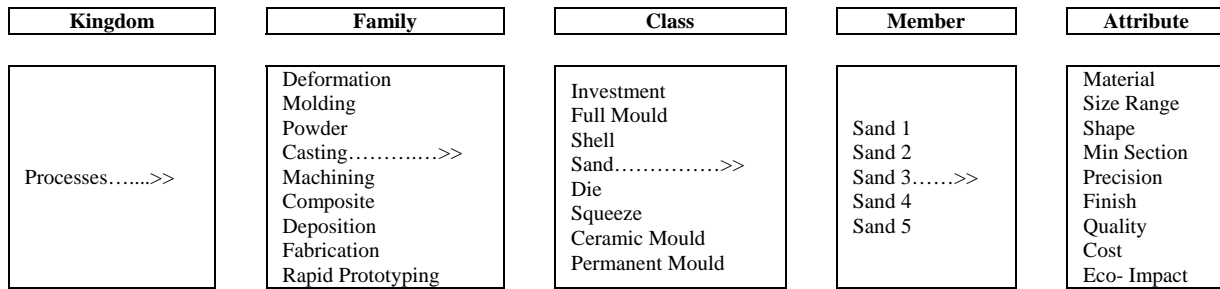 Kingdom
Family
Class
Member
Attribute
Processes…....>>
Deformation
Molding
Powder
Casting……….…>>
Machining
Composite
Deposition
Fabrication
Rapid Prototyping
Investment
Full Mould
Shell
Sand……………>>
Die
Squeeze
Ceramic Mould
Permanent Mould
Sand 1
Sand 2
Sand 3……>>
Sand 4
Sand 5
Material
Size Range
Shape
Min Section
Precision
Finish
Quality
Cost
Eco- Impact